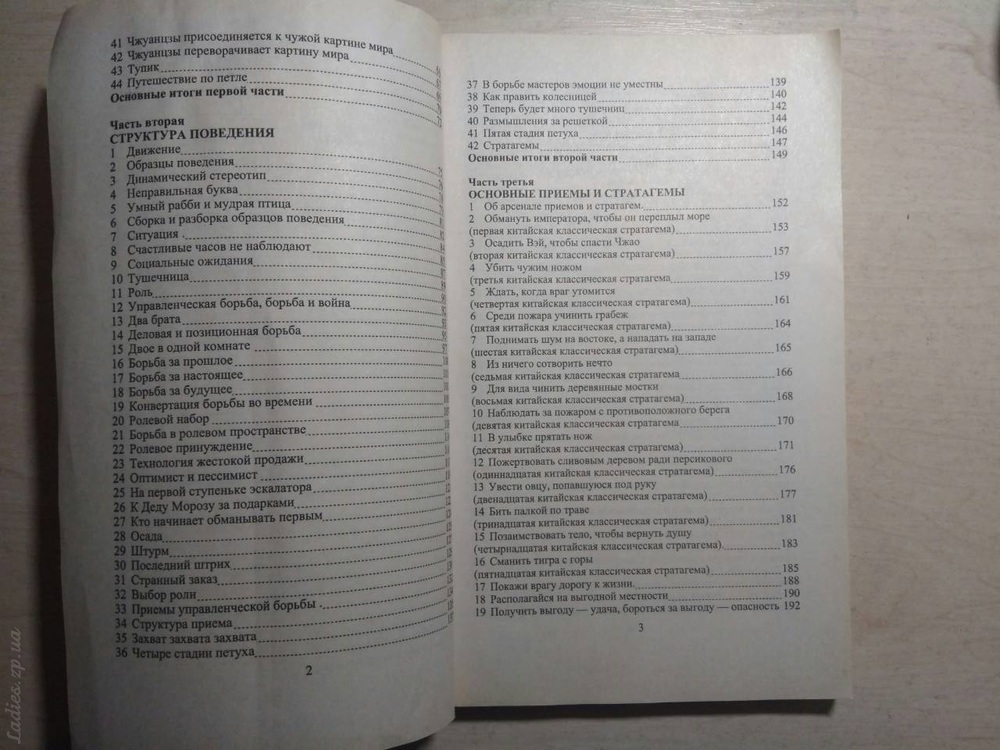 41 Чжуанцзы присоединяется к чужой картине мира
42 Чжуанцзы переворачивает картину мира
43 Тупик
44 Путешествие по петле
Основные итоги первой части
Часть вторая
СТРУКТУРА ПОВЕДЕНИЯ
1 Движение
2 Образцы поведения
3 Динамический стереотип
4 Неправильная буква
5 Умный рабби и мудрая птица
6 Сборка и разборка образцов поведения
7 Ситуация
8 Счастливые часов не наблюдают
9 Социальные ожидания
10 Тушечница
11 Роль
12 Управленческая борьба, борьба и война
13 Два брата
14 Деловая и позиционная борьба
15 Двое в одной комнате
16 Борьба за прошлое
17 Борьба за настоящее
18 Борьба за будущее
19 Конвертация борьбы во времени
20 Ролевой набор
21 Борьба в ролевом пространстве
22 Ролевое принуждение
23 Технология жестокой продажи
24 Оптимист и пессимист
25 На первой ступеньке эскалатора
26 К Деду Морозу за подарками
27 Кто начинает обманывать первым
28 Осада
29 Штурм
30 Последний штрих
31 Странный заказ
32 Выбор роли
33 Приемы управленческой борьбы
34 Структура приема
35 Захват захвата захвата
36 Четыре стадии петуха
2
37 В борьбе мастеров эмоции не уместны 139
38 Как править колесницей 140
39 Теперь будет много тушечниц 142
40 Размышления за решеткой 144
41 Пятая стадия петуха 146
42 Стратагемы 147
Основные итоги второй части 149
Часть третья
ОСНОВНЫЕ ПРИЕМЫ И СТРАТАГЕМЫ
1 Об арсенале приемов и стратагем. 152
2 Обмануть императора, чтобы он переплыл море
(первая китайская классическая стратагема) 153
3 Осадить Вэй, чтобы спасти Чжао
(вторая китайская классическая стратагема) 157
4 Убить чужим ножом
(третья китайская классическая стратагема 159
5 Ждать, когда враг утомится
(четвертая китайская классическая стратагема) 161
6 Среди пожара учинить грабеж
(пятая китайская классическая стратагема) 164
7 Поднимать шум на востоке, а нападать на западе
(шестая китайская классическая стратагема) 165
8 Из ничего сотворить нечто
(седьмая китайская классическая стратагема 166
9 Для вида чинить деревянные мостки
(восьмая китайская классическая стратагема) 168
10 Наблюдать за пожаром с противоположного берега
(девятая китайская классическая стратагема 170
11 В улыбке прятать нож
(десятая китайская классическая стратагема) 171
12 Пожертвовать сливовым деревом ради персикового
(одиннадцатая китайская классическая стратагема) 176
13 Увести овцу, попавшуюся под руку
(двенадцатая китайская классическая стратагема) 177
14 Бить палкой по траве
(тринадцатая китайская классическая стратагема) 181
15 Позаимствовать тело, чтобы вернуть душу
(четырнадцатая китайская классическая стратагема). 183
16 Сманить тигра с горы
(пятнадцатая китайская классическая стратагема) 185
17 Покажи врагу дорогу к жизни. 188
18 Располагайся на выгодной местности 190
19 Получить выгоду — удача, бороться за выгоду — опасность 192
3
Ladies.zp.ua